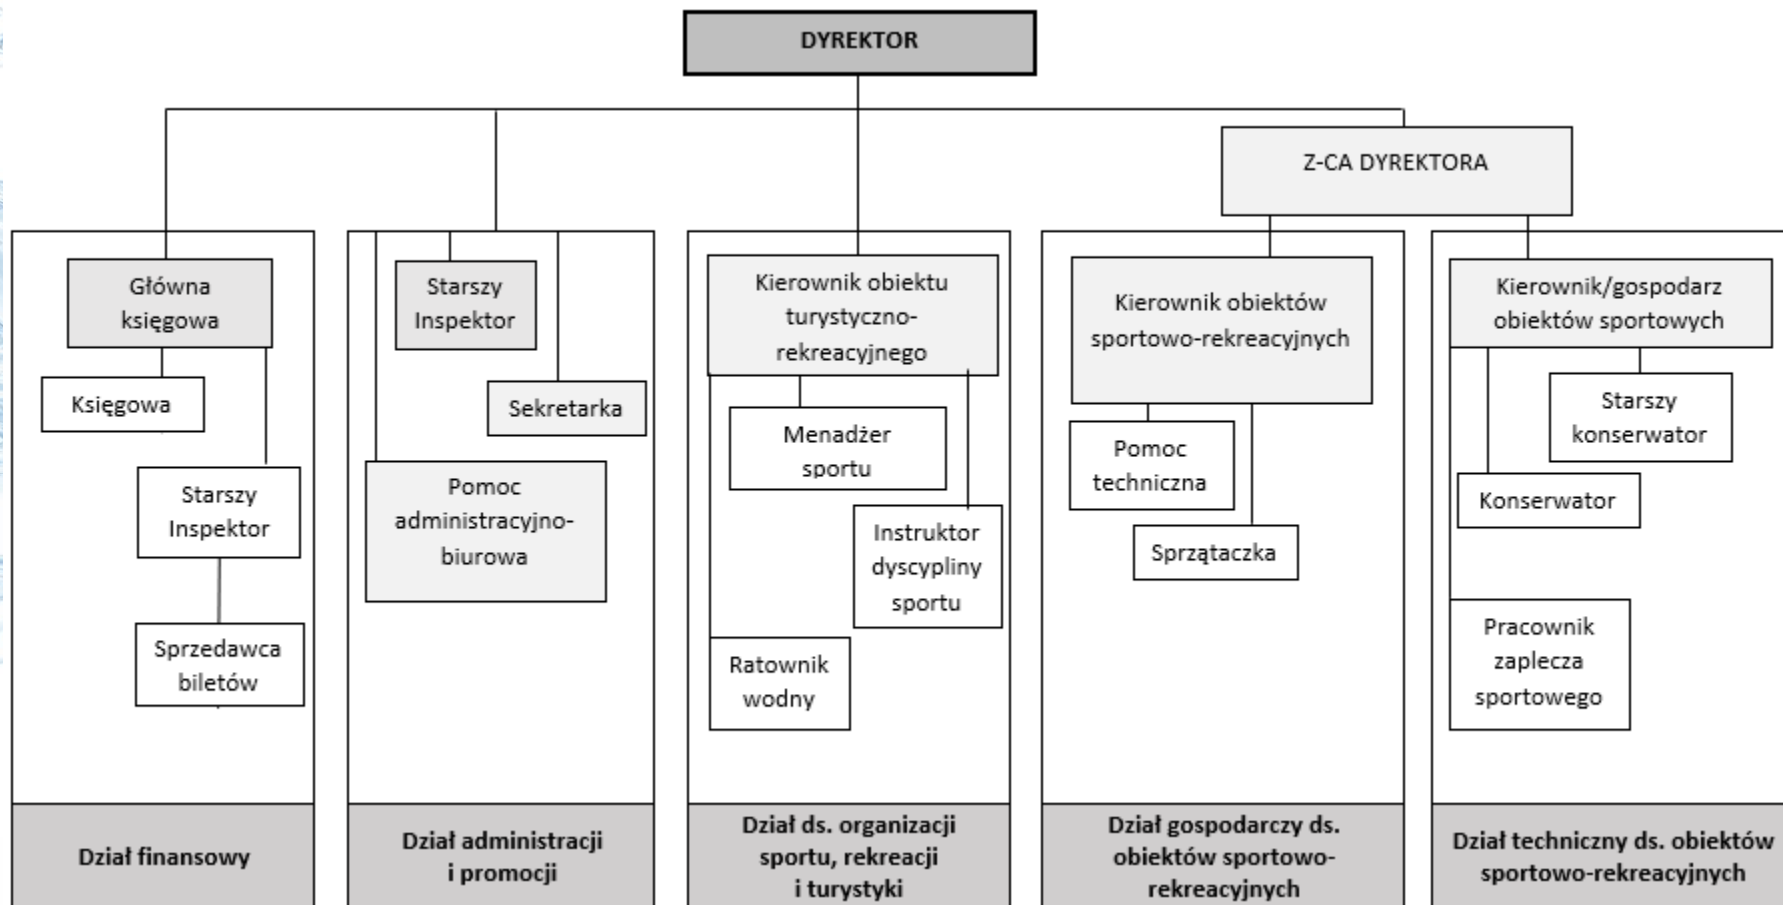 DYREKTOR
Z-CA DYREKTORA
Główna
księgowa
Księgowa
Starszy
Inspektor
Sprzedawca
biletów
Dział finansowy
Starszy
Inspektor
Sekretarka
Pomoc
administracyjno-
biurowa
Dział administracji
i promocji
Kierownik obiektu
turystyczno-
rekreacyjnego
Menadżer
sportu
Instruktor
dyscypliny
sportu
Ratownik
wodny
Dział ds. organizacji
sportu, rekreacji
i turystyki
Kierownik obiektów
sportowo-rekreacyjnych
Pomoc
techniczna
Sprzątaczka
Dział gospodarczy ds.
obiektów sportowo-
rekreacyjnych
Kierownik/gospodarz
obiektów sportowych
Starszy
konserwator
Konserwator
Pracownik
zaplecza
sportowego
Dział techniczny ds. obiektów
sportowo-rekreacyjnych